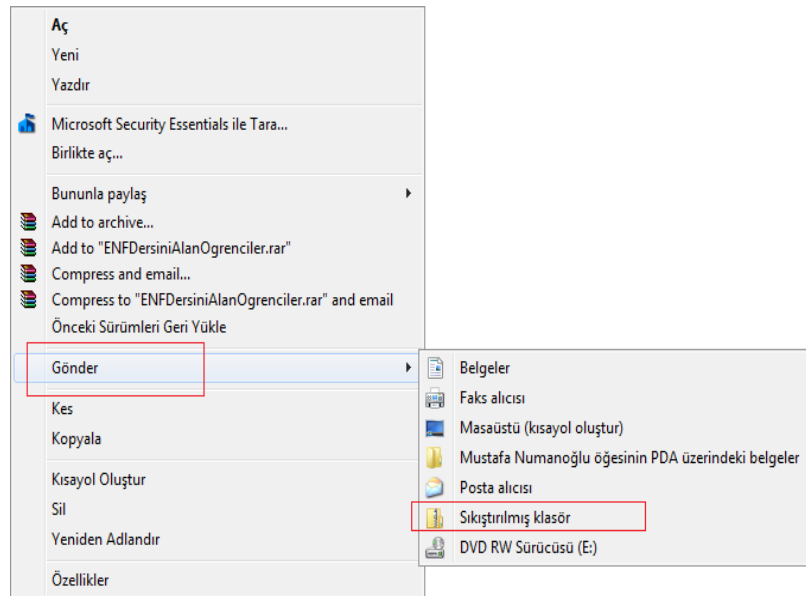 Aç
Yeni
Yazdır
Microsoft Security Essentials ile Tara...
Birlikte aç...
Bununla paylaş
Add to archive...
Add to "ENFDersiniAlanOgrenciler.rar"
Compress and email...
Compress to "ENFDersiniAlanOgrenciler.rar" and email
Önceki Sürümleri Geri Yükle
Gönder
Kes
Kopyala
Kısayol Oluştur
Sil
Yeniden Adlandır
Özellikler
Belgeler
Faks alıcısı
Masaüstü (kısayol oluştur)
Mustafa Numanoğlu öğesinin PDA üzerindeki belgeler
Posta alıcısı
Sıkıştırılmış klasör
DVD RW Sürücüsü (E:)